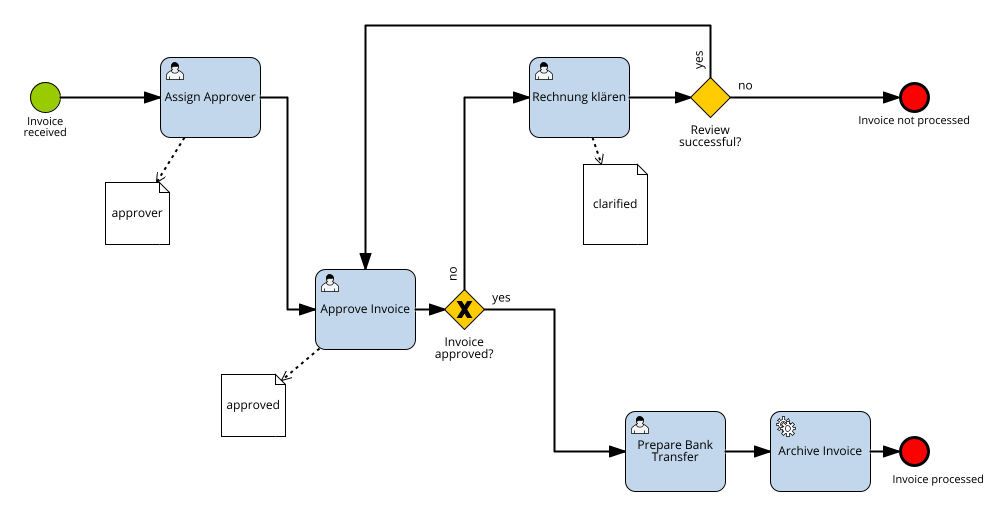 Invoice
received
Assign Approver
approver
Rechnung klären
clarified
yes
no
Review
successful?
Invoice not processed
Approve Invoice
approved
no
yes
Invoice
approved?
Prepare Bank
Transfer
Archive Invoice
Invoice processed